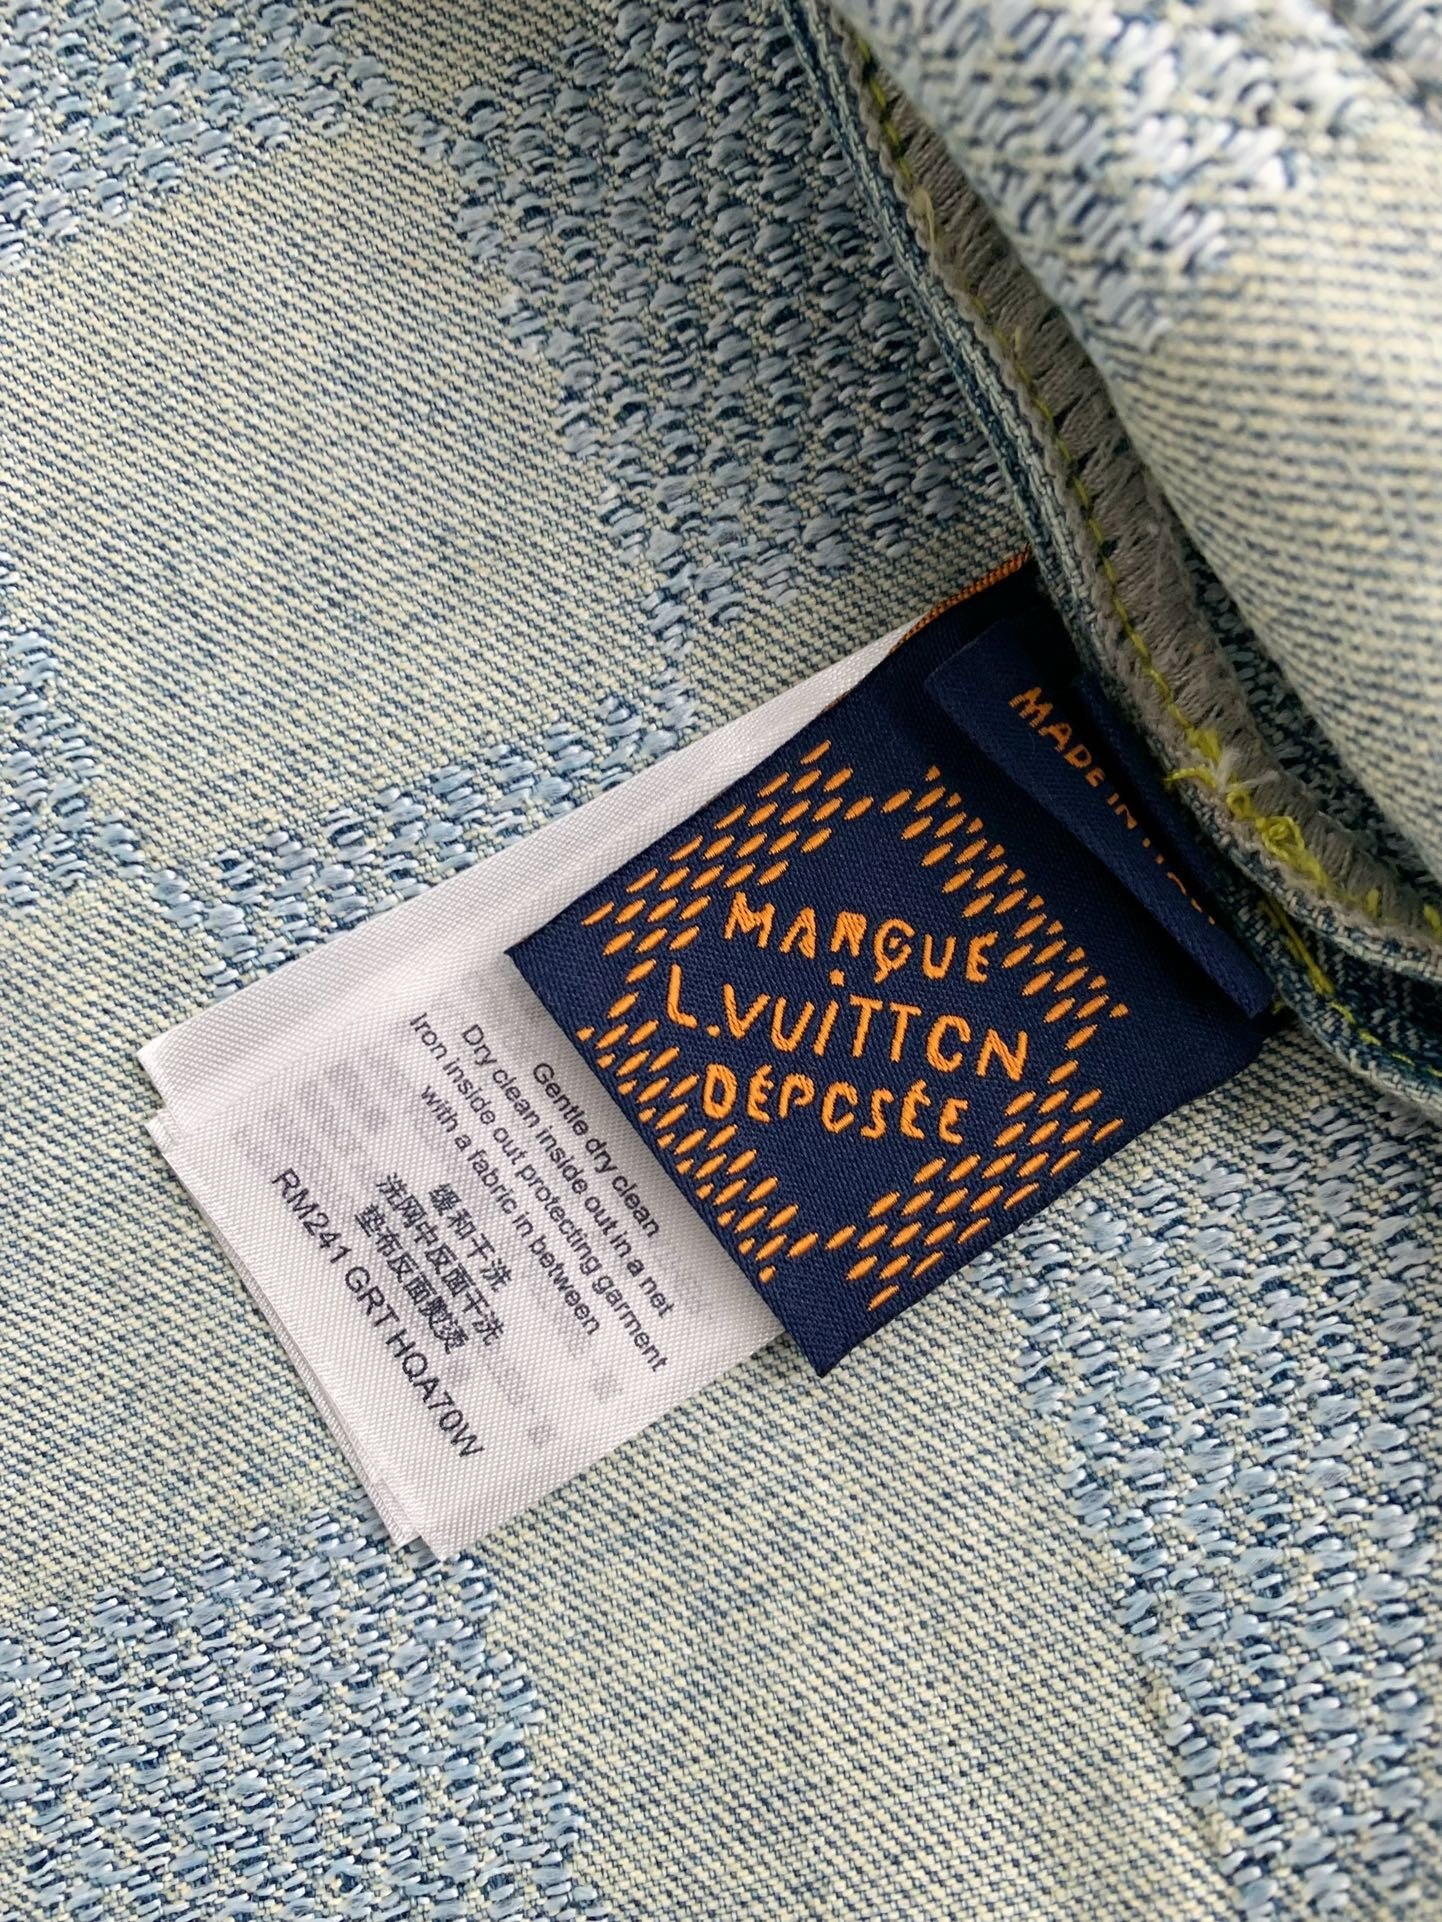 MADE IN
MARQUE
L.VUITTON
DÉPOSÉE
Gentle dry clean
Dry clean inside out in a net
Iron inside out protecting garment
with a fabric in between
缓和干洗
洗网中反面干洗
垫布反面熨烫
RM241 GRT HQA70W